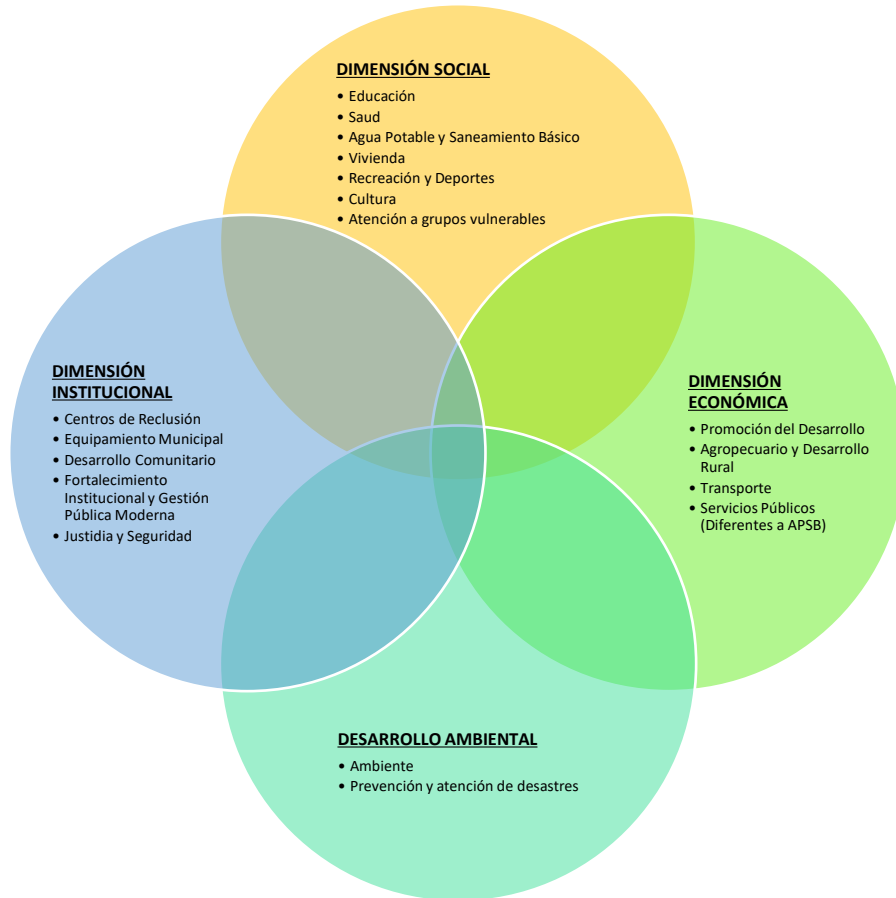 DIMENSIÓN SOCIAL
• Educación
• Saud
• Agua Potable y Saneamiento Básico
• Vivienda
• Recreación y Deportes
• Cultura
• Atención a grupos vulnerables
DIMENSIÓN
INSTITUCIONAL
• Centros de Reclusión
• Equipamiento Municipal
• Desarrollo Comunitario
• Fortalecimiento
Institucional y Gestión
Pública Moderna
• Justidia y Seguridad
DIMENSIÓN
ECONÓMICA
• Promoción del Desarrollo
• Agropecuario y Desarrollo
Rural
• Transporte
• Servicios Públicos
(Diferentes a APSB)
DESARROLLO AMBIENTAL
• Ambiente
• Prevención y atención de desastres